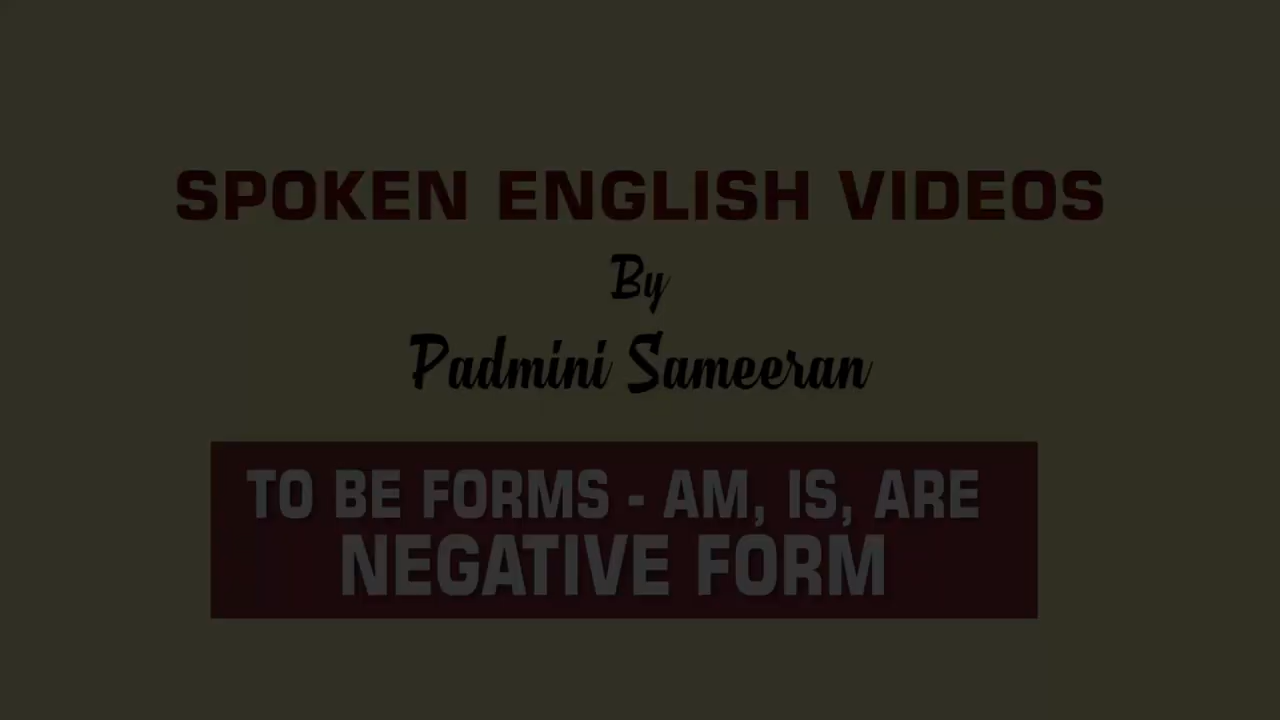 SPOKEN ENGLISH VIDEOS
By
Padmini Sameeran
TO BE FORMS - AM, IS, ARE
NEGATIVE FORM